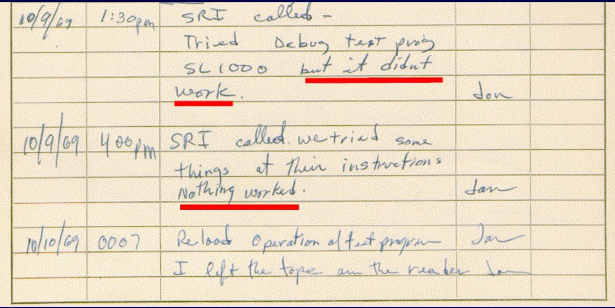 10/9/69 1:30pm SRI called -
Tried Debug test prog
SL1000 but it didnt
work. Jon
10/9/69 400pm SRI called. we tried some
things at their instructions
Nothing worked. Jon
10/10/69 0007 Reload Operation of test program Jon
I left the tape on the reader Jon